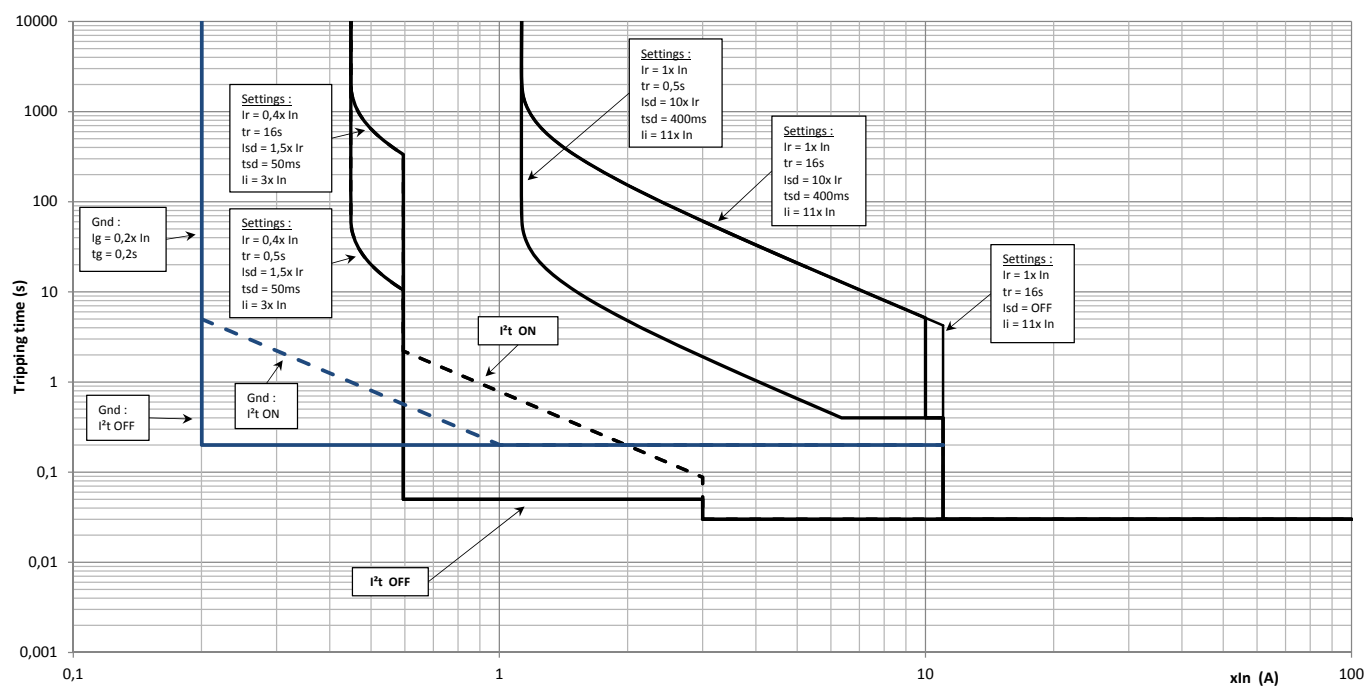 10000
1000
100
10
1
0,1
0,01
0,001
Tripping time (s)
0,1
1
10
100
xIn (A)
Settings :
Ir = 0,4x In
tr = 16s
Isd = 1,5x Ir
tsd = 50ms
Ii = 3x In
Settings :
Ir = 1x In
tr = 0,5s
Isd = 10x Ir
tsd = 400ms
Ii = 11x In
Settings :
Ir = 1x In
tr = 16s
Isd = 10x Ir
tsd = 400ms
Ii = 11x In
Gnd :
Ig = 0,2x In
tg = 0,2s
Settings :
Ir = 0,4x In
tr = 0,5s
Isd = 1,5x Ir
tsd = 50ms
Ii = 3x In
Settings :
Ir = 1x In
tr = 16s
Isd = OFF
Ii = 11x In
I²t ON
Gnd :
I²t ON
Gnd :
I²t OFF
I²t OFF